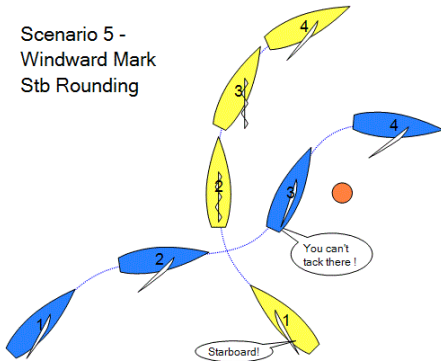 Scenario 5 -
Windward Mark
Stb Rounding
4
3
4
2
3
You can't
tack there !
2
1
1
Starboard!